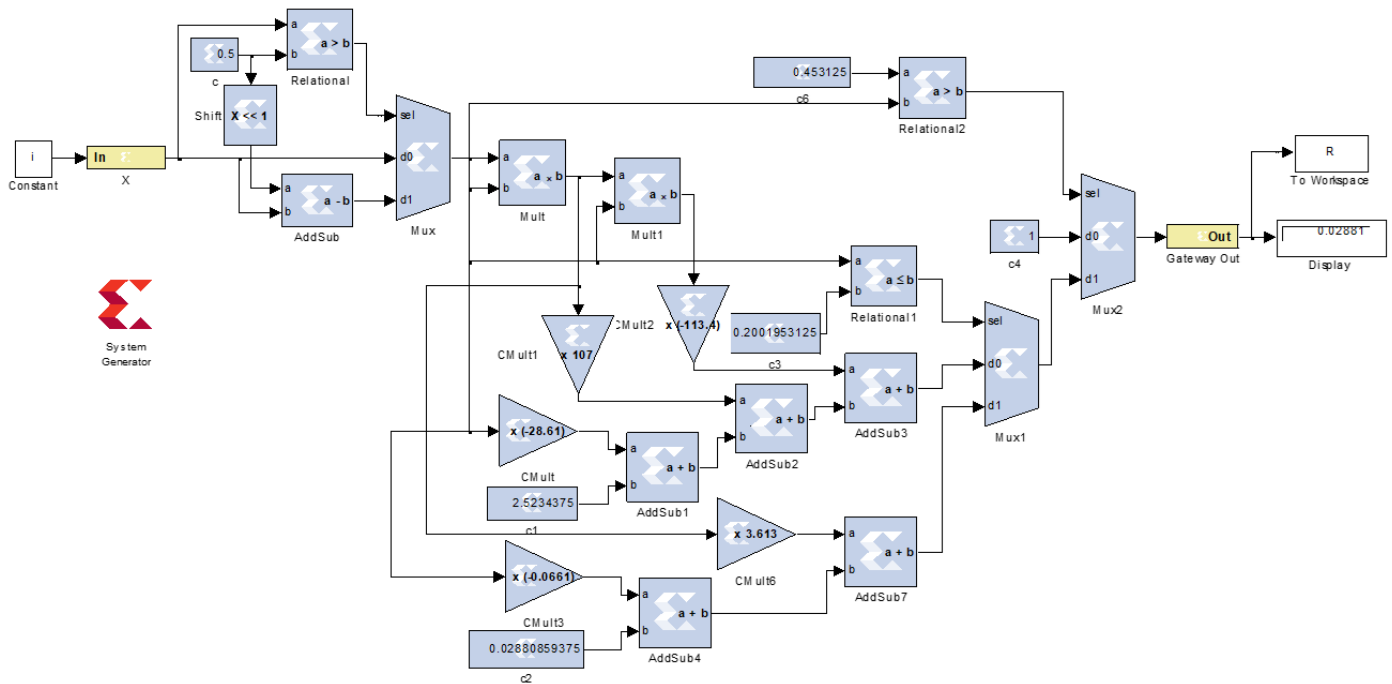 a
b
a > b
Relational
0.5
c
X << 1
Shift
i
Constant
In
X
a
b
a - b
AddSub
sel
d0
d1
Mux
a
b
a × b
Mult
a
b
a × b
Mult1
0.453125
c6
a
b
a > b
Relational2
R
To Workspace
sel
d0
d1
Mux2
1
c4
Out
Gateway Out
0.02881
Display
System
Generator
x 107
CMult1
x (-113.4)
CMult2
a
b
a ≤ b
Relational1
0.2001953125
c3
sel
d0
d1
Mux1
x (-28.61)
CMult
2.5234375
c1
a
b
a + b
AddSub1
a
b
a + b
AddSub2
a
b
a + b
AddSub3
x 3.613
CMult6
a
b
a + b
AddSub7
x (-0.0661)
CMult3
0.02880859375
c2
a
b
a + b
AddSub4